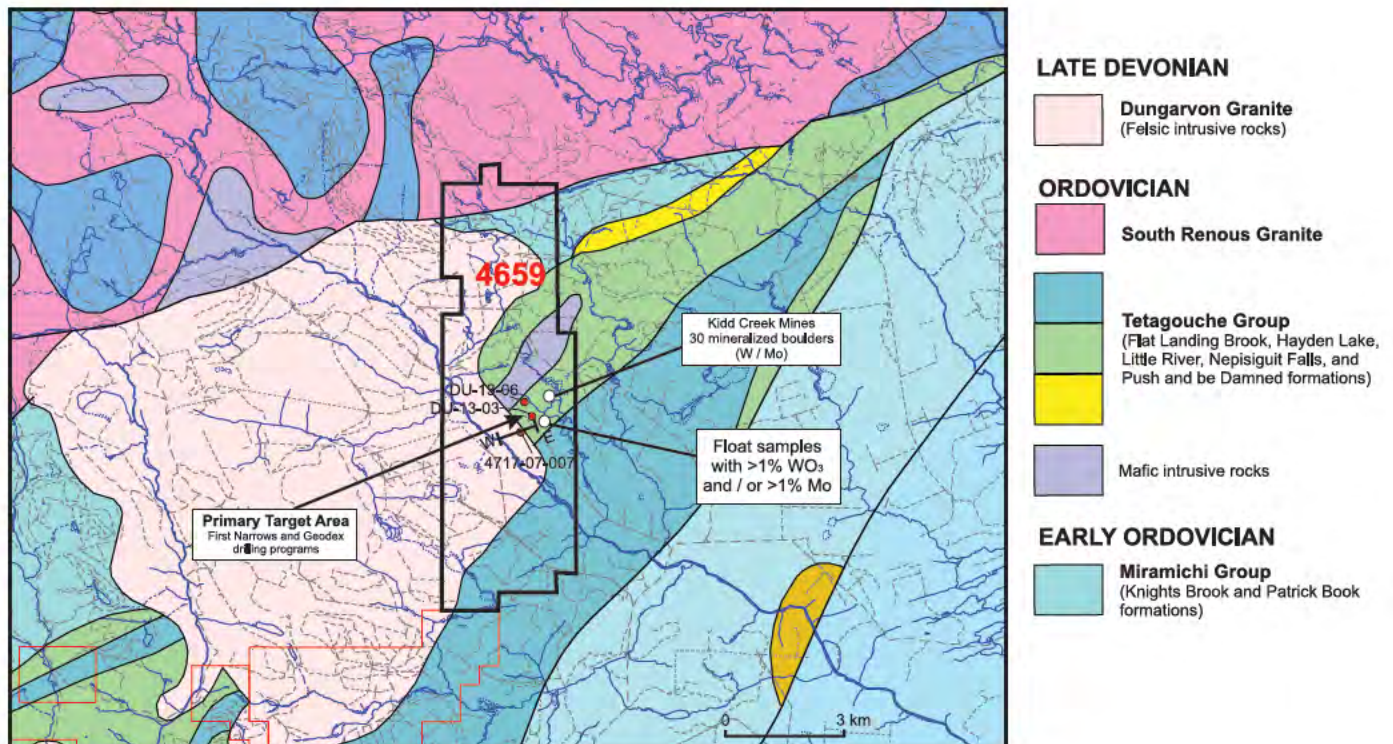 4659
Kidd Creek Mines
30 mineralized boulders
(W / Mo)
DU-13-03
4717-07-007
W
E
Float samples
with >1% WO₃
and / or >1% Mo
Primary Target Area
First Narrows and Geodex
drilling programs
0
3 km
LATE DEVONIAN
Dungarvon Granite
(Felsic intrusive rocks)
ORDOVICIAN
South Renous Granite
Tetagouche Group
(Flat Landing Brook, Hayden Lake,
Little River, Nepisiguit Falls, and
Push and be Damned formations)
Mafic intrusive rocks
EARLY ORDOVICIAN
Miramichi Group
(Knights Brook and Patrick Book
formations)